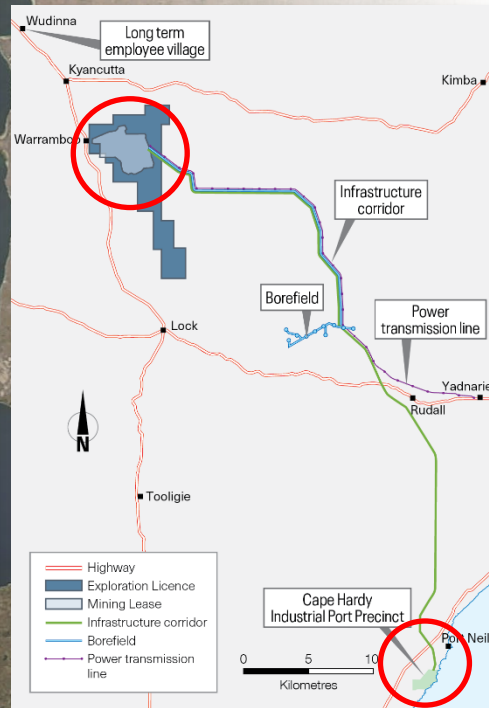 Wudinna
Long term
employee village
Kyancutta
Kimba
Warramboo
Infrastructure
corridor
Borefield
Power
transmission line
Lock
Yadnarie
Rudall
N
Tooligie
Cape Hardy
Industrial Port Precinct
Port Neil
Highway
Exploration Licence
Mining Lease
Infrastructure corridor
Borefield
Power transmission
line
0 5 10
Kilometres